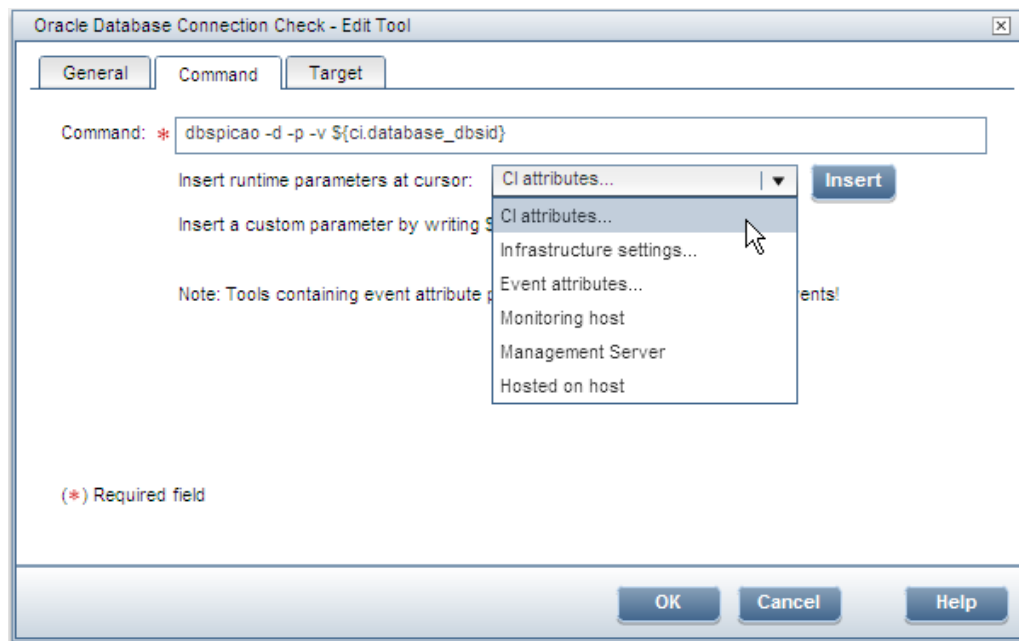 Oracle Database Connection Check - Edit Tool
General Command Target
Command: * dbspicao -d -p -v ${ci.database_dbsid}
Insert runtime parameters at cursor: CI attributes... Insert
CI attributes...
Insert a custom parameter by writing $
Infrastructure settings...
Event attributes...
Note: Tools containing event attribute
Monitoring host
Management Server
Hosted on host
(*) Required field
OK Cancel Help